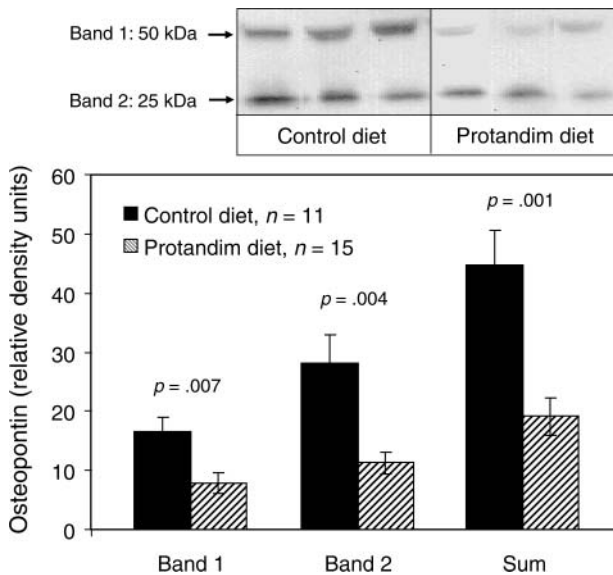 Band 1: 50 kDa
Band 2: 25 kDa
Control diet
Protandim diet
Osteopontin (relative density units)
60
50
40
30
20
10
0
Control diet, n = 11
Protandim diet, n = 15
p = .007
p = .004
p = .001
Band 1
Band 2
Sum